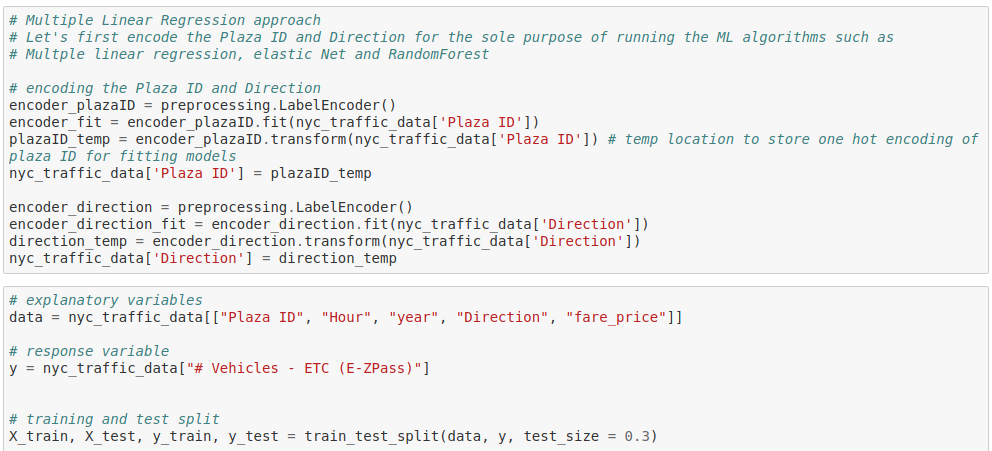 # Multiple Linear Regression approach
# Let's first encode the Plaza ID and Direction for the sole purpose of running the ML algorithms such as
# Multple linear regression, elastic Net and RandomForest
# encoding the Plaza ID and Direction
encoder_plazaID = preprocessing.LabelEncoder()
encoder_fit = encoder_plazaID.fit(nyc_traffic_data['Plaza ID'])
plazaID_temp = encoder_plazaID.transform(nyc_traffic_data['Plaza ID']) # temp location to store one hot encoding of
plaza ID for fitting models
nyc_traffic_data['Plaza ID'] = plazaID_temp
encoder_direction = preprocessing.LabelEncoder()
encoder_direction_fit = encoder_direction.fit(nyc_traffic_data['Direction'])
direction_temp = encoder_direction.transform(nyc_traffic_data['Direction'])
nyc_traffic_data['Direction'] = direction_temp
# explanatory variables
data = nyc_traffic_data[["Plaza ID", "Hour", "year", "Direction", "fare_price"]]
# response variable
y = nyc_traffic_data["# Vehicles - ETC (E-ZPass)"]
# training and test split
X_train, X_test, y_train, y_test = train_test_split(data, y, test_size = 0.3)